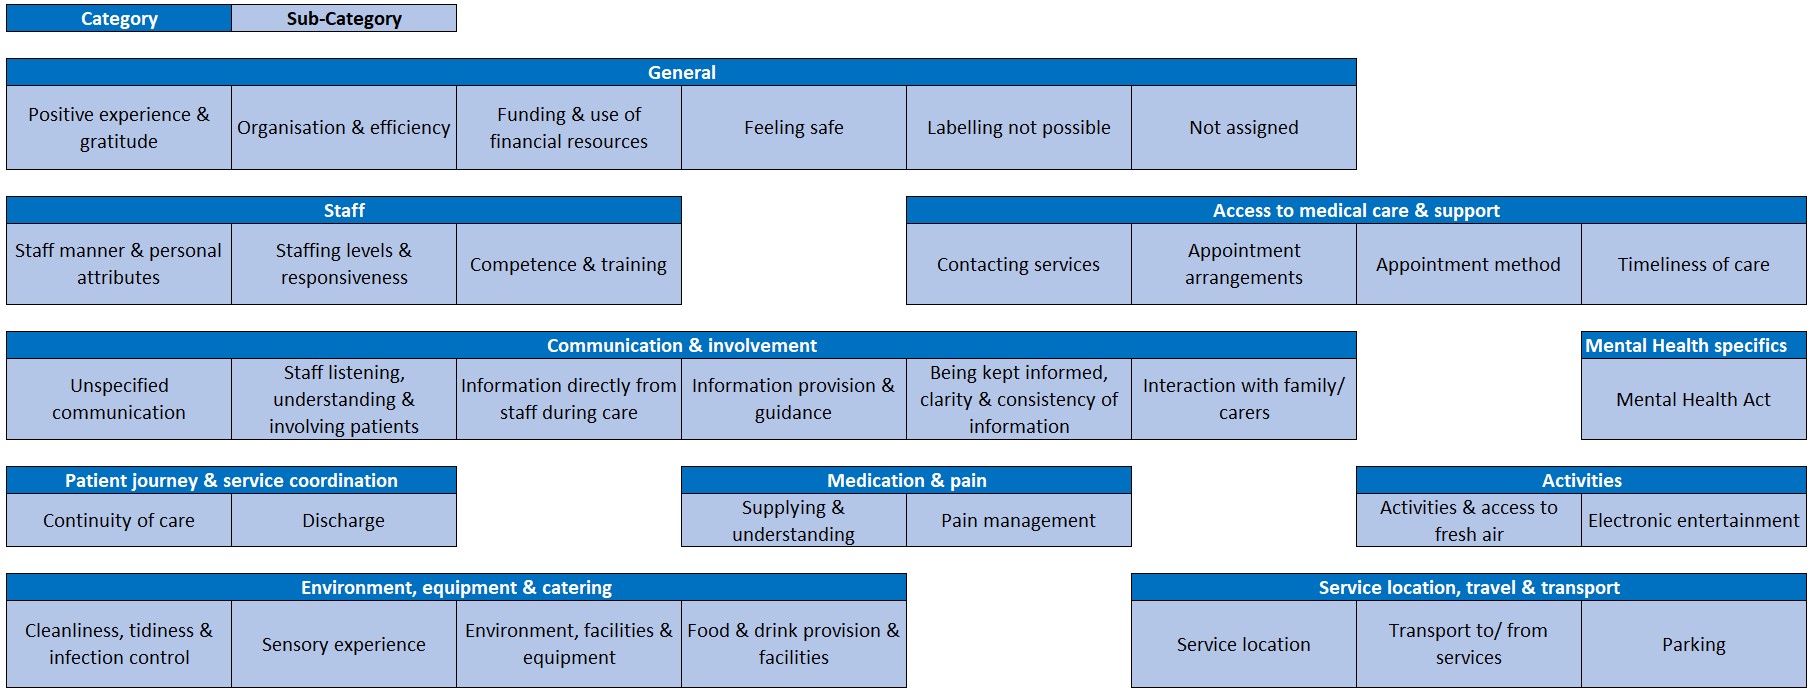 Category
Sub-Category
General
Positive experience &
gratitude
Organisation & efficiency
Funding & use of
financial resources
Feeling safe
Labelling not possible
Not assigned
Staff
Staff manner & personal
attributes
Staffing levels &
responsiveness
Competence & training
Access to medical care & support
Contacting services
Appointment
arrangements
Appointment method
Timeliness of care
Communication & involvement
Unspecified
communication
Staff listening,
understanding &
involving patients
Information directly from
staff during care
Information provision &
guidance
Being kept informed,
clarity & consistency of
information
Interaction with family/
carers
Mental Health specifics
Mental Health Act
Patient journey & service coordination
Continuity of care
Discharge
Medication & pain
Supplying &
understanding
Pain management
Activities
Activities & access to
fresh air
Electronic entertainment
Environment, equipment & catering
Cleanliness, tidiness &
infection control
Sensory experience
Environment, facilities &
equipment
Food & drink provision &
facilities
Service location, travel & transport
Service location
Transport to/ from
services
Parking